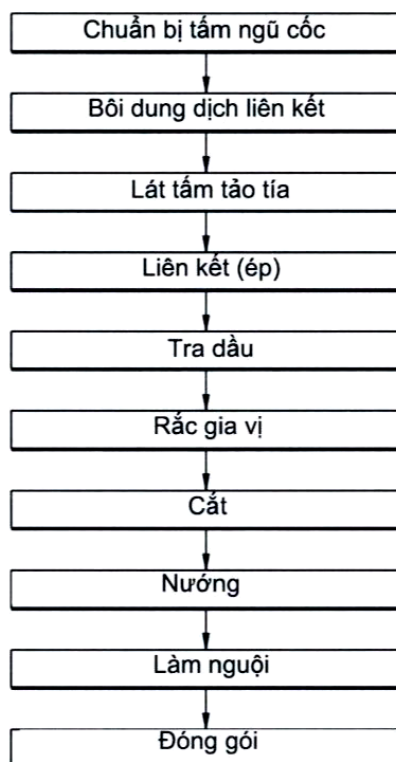 Chuẩn bị tấm ngũ cốc
Bôi dung dịch liên kết
Lát tấm tảo tía
Liên kết (ép)
Tra dầu
Rắc gia vị
Cắt
Nướng
Làm nguội
Đóng gói